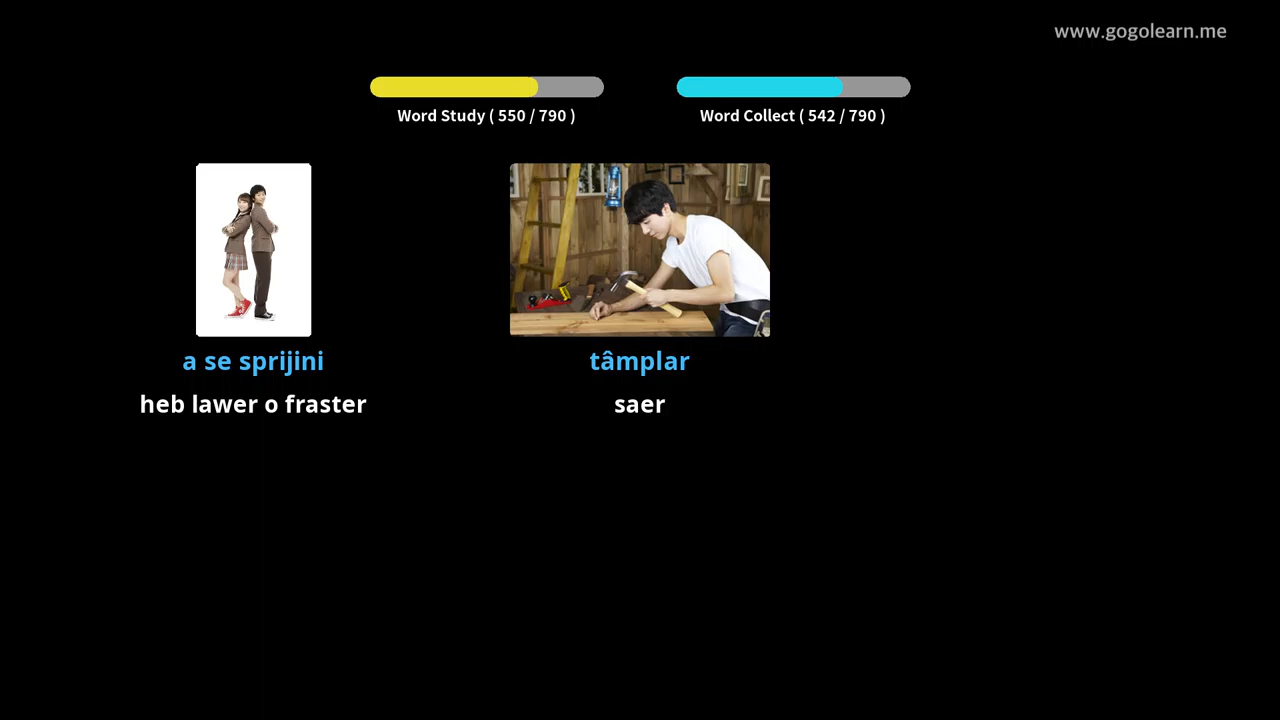 www.gogolearn.me
Word Study ( 550 / 790 )
Word Collect ( 542 / 790 )
a se sprijini
tâmplar
heb lawer o fraster
saer